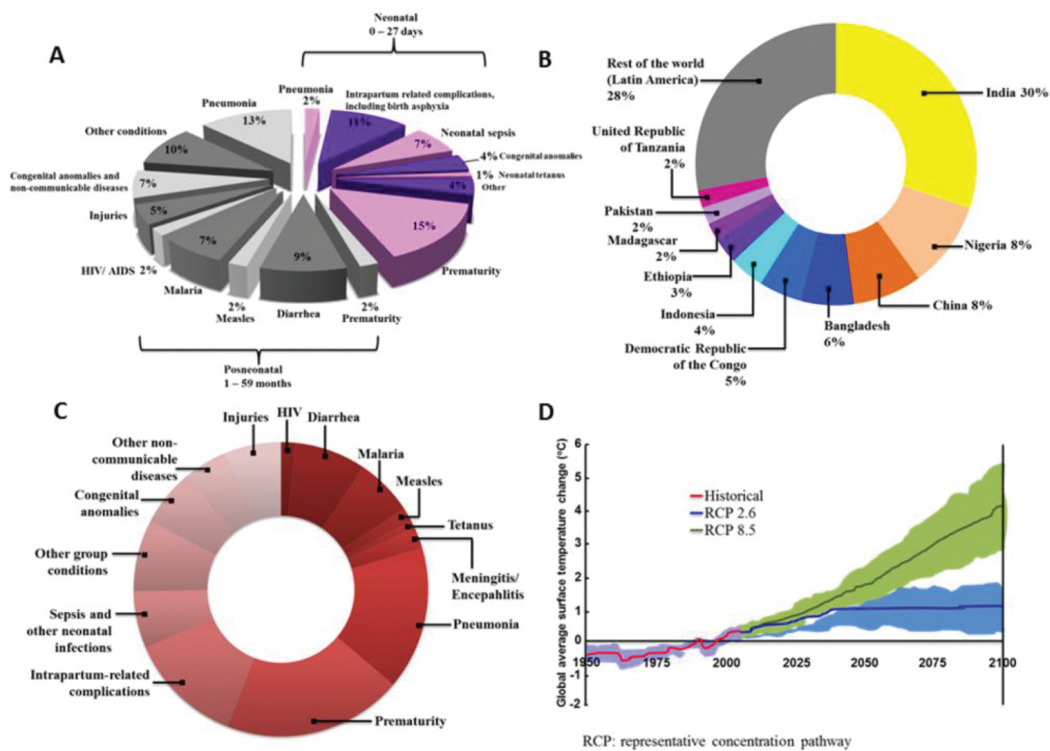 A
Neonatal
0 – 27 days
Pneumonia
2%
Intrapartum related complications,
including birth asphyxia
11%
Neonatal sepsis
7%
4% Congenital anomalies
1% Neonatal tetanus
4% Other
15%
Prematurity
2%
Prematurity
9%
Diarrhea
2%
Measles
7%
Malaria
HIV/ AIDS 2%
5%
Injuries
7%
Congenital anomalies and
non-communicable diseases
10%
Other conditions
13%
Pneumonia
Posneonatal
1 – 59 months
B
Rest of the world
(Latin America)
28%
India 30%
United Republic
of Tanzania
2%
Pakistan
2%
Madagascar
2%
Ethiopia
3%
Indonesia
4%
Democratic Republic
of the Congo
5%
Bangladesh
6%
China 8%
Nigeria 8%
C
Injuries
HIV
Diarrhea
Malaria
Measles
Tetanus
Meningitis/
Encepahlitis
Pneumonia
Prematurity
Intrapartum-related
complications
Sepsis and
other neonatal
infections
Other group
conditions
Congenital
anomalies
Other non-
communicable
diseases
D
Global average surface temperature change (°C)
6
5
4
3
2
1
0
-1
-2
Historical
RCP 2.6
RCP 8.5
1950
1975
2000
2025
2050
2075
2100
RCP: representative concentration pathway